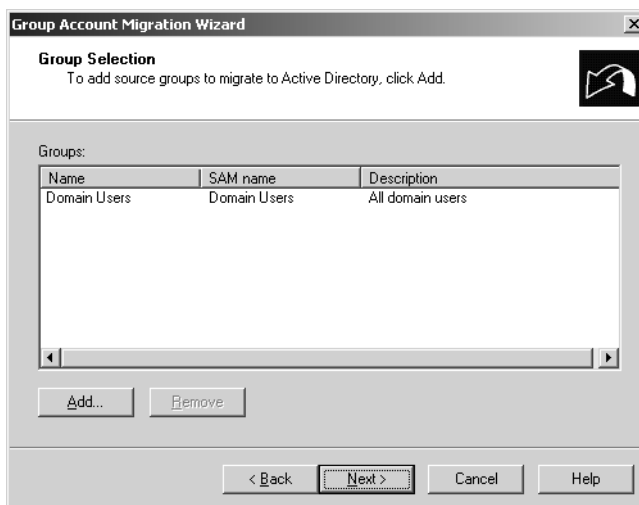 Group Account Migration Wizard
Group Selection
To add source groups to migrate to Active Directory, click Add.
Groups:
Name SAM name Description
Domain Users Domain Users All domain users
Add... Remove
< Back Next > Cancel Help